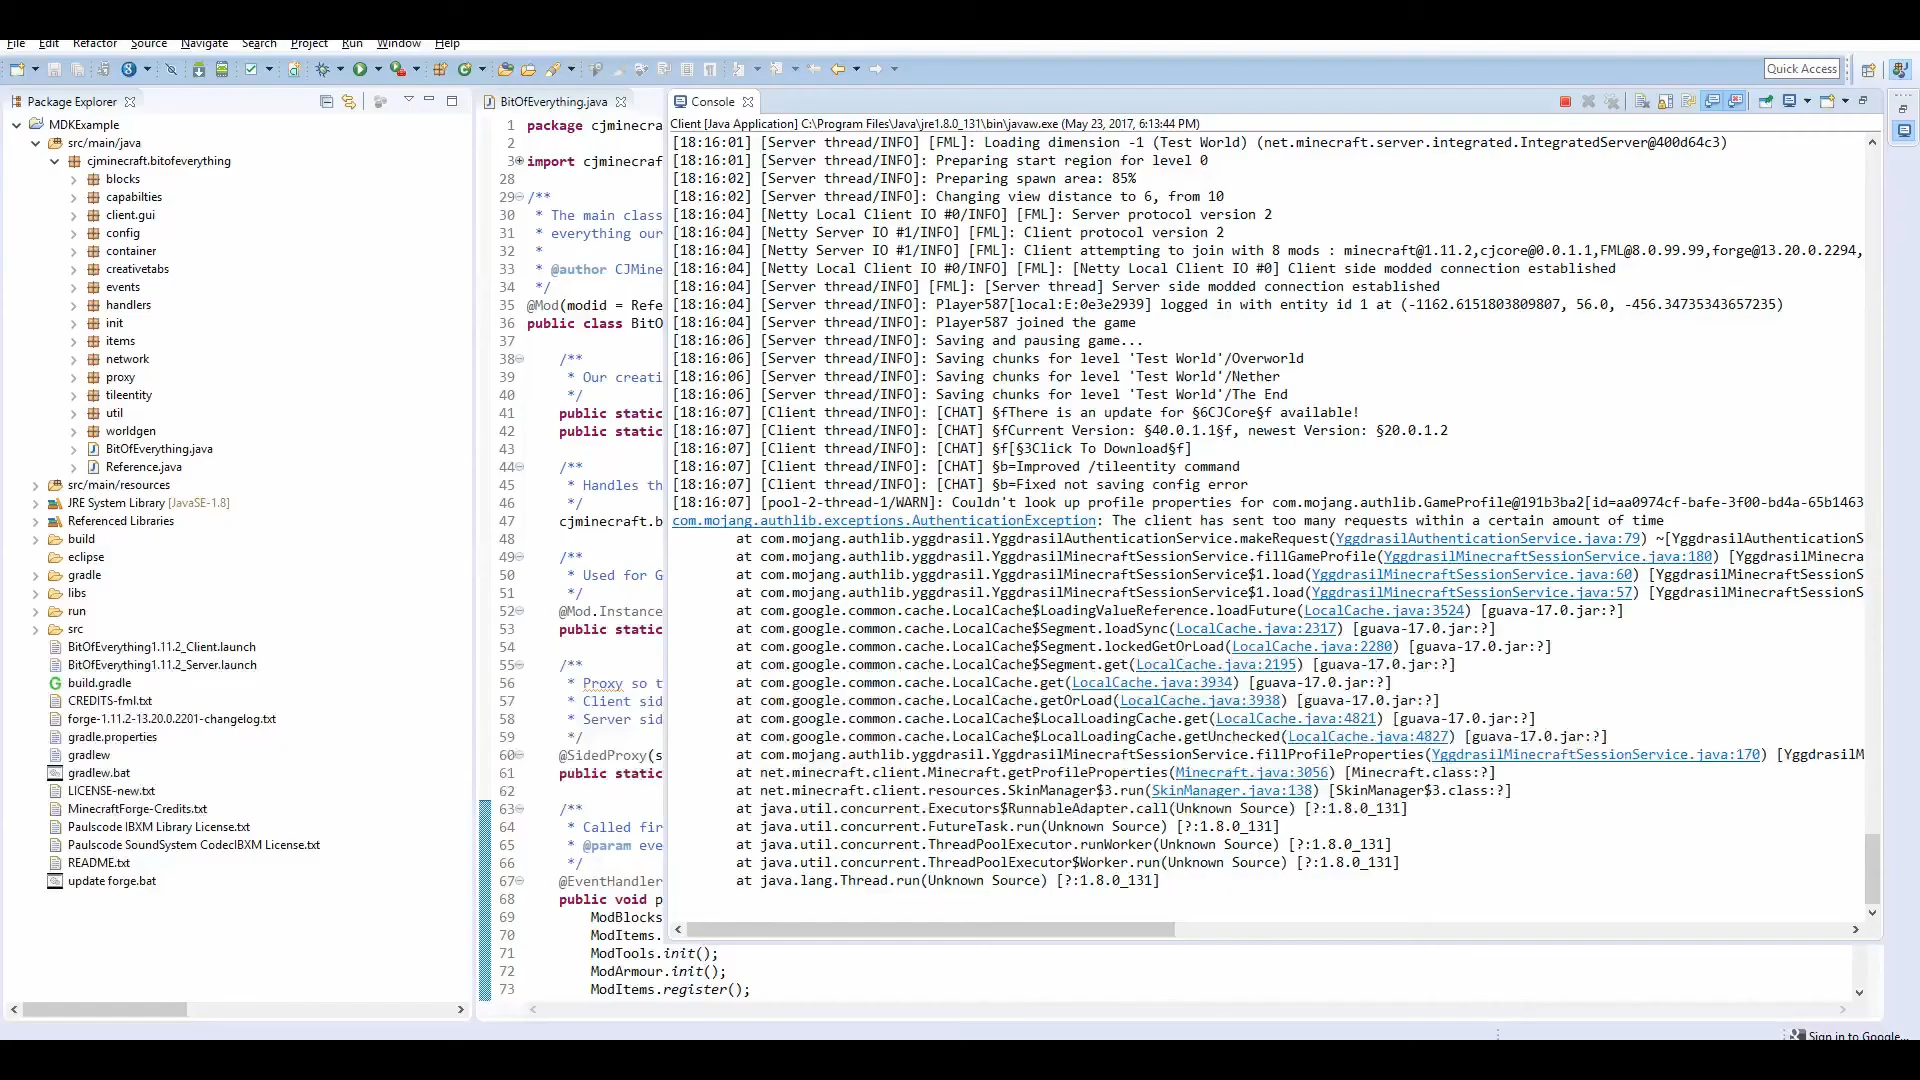 File Edit Refactor Source Navigate Search Project Run Window Help
Quick Access
Package Explorer
MDKExample
src/main/java
cjminecraft.bitofeverything
blocks
capabilties
client.gui
config
container
creativetabs
events
handlers
init
items
network
proxy
tileentity
util
worldgen
BitOfEverything.java
Reference.java
src/main/resources
JRE System Library [JavaSE-1.8]
Referenced Libraries
build
eclipse
gradle
libs
run
src
BitOfEverything1.11.2_Client.launch
BitOfEverything1.11.2_Server.launch
build.gradle
CREDITS-fml.txt
forge-1.11.2-13.20.0.2201-changelog.txt
gradle.properties
gradlew
gradlew.bat
LICENSE-new.txt
MinecraftForge-Credits.txt
Paulscode IBXM Library License.txt
Paulscode SoundSystem CodecIBXM License.txt
README.txt
update forge.bat
BitOfEverything.java
1 package cjminecra
2
3 import cjminecraf
28
29 /**
30 * The main class
31 * everything our
32 *
33 * @author CJMine
34 */
35 @Mod(modid = Refe
36 public class BitO
37
38 /**
39 * Our creati
40 */
41 public static
42 public static
43
44 /**
45 * Handles th
46 */
47 cjminecraft.b
48
49 /**
50 * Used for G
51 */
52 @Mod.Instance
53 public static
54
55 /**
56 * Proxy so t
57 * Client sid
58 * Server sid
59 */
60 @SidedProxy(s
61 public static
62
63 /**
64 * Called fir
65 * @param eve
66 */
67 @EventHandler
68 public void p
69 ModBlocks
70 ModItems.
71 ModTools.init();
72 ModArmour.init();
73 ModItems.register();
Console
Client [Java Application] C:\Program Files\Java\jre1.8.0_131\bin\javaw.exe (May 23, 2017, 6:13:44 PM)
[18:16:01] [Server thread/INFO] [FML]: Loading dimension -1 (Test World) (net.minecraft.server.integrated.IntegratedServer@400d64c3)
[18:16:01] [Server thread/INFO]: Preparing start region for level 0
[18:16:02] [Server thread/INFO]: Preparing spawn area: 85%
[18:16:02] [Server thread/INFO]: Changing view distance to 6, from 10
[18:16:04] [Netty Local Client IO #0/INFO] [FML]: Server protocol version 2
[18:16:04] [Netty Server IO #1/INFO] [FML]: Client protocol version 2
[18:16:04] [Netty Server IO #1/INFO] [FML]: Client attempting to join with 8 mods : minecraft@1.11.2,cjcore@0.0.1.1,FML@8.0.99.99,forge@13.20.0.2294,
[18:16:04] [Netty Local Client IO #0/INFO] [FML]: [Netty Local Client IO #0] Client side modded connection established
[18:16:04] [Server thread/INFO] [FML]: [Server thread] Server side modded connection established
[18:16:04] [Server thread/INFO]: Player587[local:E:0e3e2939] logged in with entity id 1 at (-1162.6151803809807, 56.0, -456.34735343657235)
[18:16:04] [Server thread/INFO]: Player587 joined the game
[18:16:06] [Server thread/INFO]: Saving and pausing game...
[18:16:06] [Server thread/INFO]: Saving chunks for level 'Test World'/Overworld
[18:16:06] [Server thread/INFO]: Saving chunks for level 'Test World'/Nether
[18:16:06] [Server thread/INFO]: Saving chunks for level 'Test World'/The End
[18:16:07] [Client thread/INFO]: [CHAT] §fThere is an update for §6CJCore§f available!
[18:16:07] [Client thread/INFO]: [CHAT] §fCurrent Version: §40.0.1.1§f, newest Version: §20.0.1.2
[18:16:07] [Client thread/INFO]: [CHAT] §f[§3Click To Download§f]
[18:16:07] [Client thread/INFO]: [CHAT] §b=Improved /tileentity command
[18:16:07] [Client thread/INFO]: [CHAT] §b=Fixed not saving config error
[18:16:07] [pool-2-thread-1/WARN]: Couldn't look up profile properties for com.mojang.authlib.GameProfile@191b3ba2[id=aa0974cf-bafe-3f00-bd4a-65b1463
com.mojang.authlib.exceptions.AuthenticationException: The client has sent too many requests within a certain amount of time
at com.mojang.authlib.yggdrasil.YggdrasilAuthenticationService.makeRequest(YggdrasilAuthenticationService.java:79) ~[YggdrasilAuthenticationS
at com.mojang.authlib.yggdrasil.YggdrasilMinecraftSessionService.fillGameProfile(YggdrasilMinecraftSessionService.java:180) [YggdrasilMinecra
at com.mojang.authlib.yggdrasil.YggdrasilMinecraftSessionService$1.load(YggdrasilMinecraftSessionService.java:60) [YggdrasilMinecraftSessionS
at com.mojang.authlib.yggdrasil.YggdrasilMinecraftSessionService$1.load(YggdrasilMinecraftSessionService.java:57) [YggdrasilMinecraftSessionS
at com.google.common.cache.LocalCache$LoadingValueReference.loadFuture(LocalCache.java:3524) [guava-17.0.jar:?]
at com.google.common.cache.LocalCache$Segment.loadSync(LocalCache.java:2317) [guava-17.0.jar:?]
at com.google.common.cache.LocalCache$Segment.lockedGetOrLoad(LocalCache.java:2280) [guava-17.0.jar:?]
at com.google.common.cache.LocalCache$Segment.get(LocalCache.java:2195) [guava-17.0.jar:?]
at com.google.common.cache.LocalCache.get(LocalCache.java:3934) [guava-17.0.jar:?]
at com.google.common.cache.LocalCache.getOrLoad(LocalCache.java:3938) [guava-17.0.jar:?]
at com.google.common.cache.LocalCache$LocalLoadingCache.get(LocalCache.java:4821) [guava-17.0.jar:?]
at com.google.common.cache.LocalCache$LocalLoadingCache.getUnchecked(LocalCache.java:4827) [guava-17.0.jar:?]
at com.mojang.authlib.yggdrasil.YggdrasilMinecraftSessionService.fillProfileProperties(YggdrasilMinecraftSessionService.java:170) [YggdrasilM
at net.minecraft.client.Minecraft.getProfileProperties(Minecraft.java:3056) [Minecraft.class:?]
at net.minecraft.client.resources.SkinManager$3.run(SkinManager.java:138) [SkinManager$3.class:?]
at java.util.concurrent.Executors$RunnableAdapter.call(Unknown Source) [?:1.8.0_131]
at java.util.concurrent.FutureTask.run(Unknown Source) [?:1.8.0_131]
at java.util.concurrent.ThreadPoolExecutor.runWorker(Unknown Source) [?:1.8.0_131]
at java.util.concurrent.ThreadPoolExecutor$Worker.run(Unknown Source) [?:1.8.0_131]
at java.lang.Thread.run(Unknown Source) [?:1.8.0_131]
Sign in to Google...